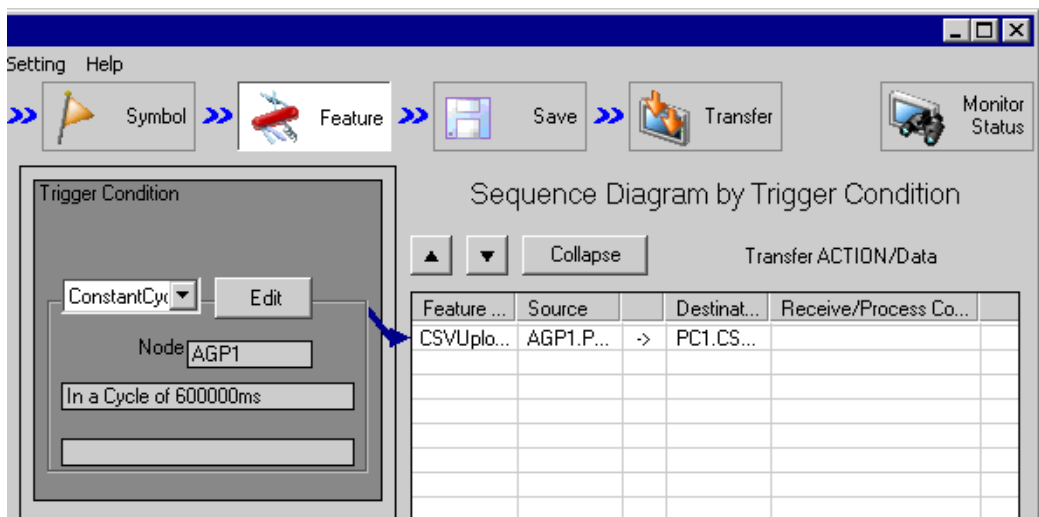 Setting Help
Symbol
Feature
Save
Transfer
Monitor
Status
Trigger Condition
ConstantCy
Edit
Node AGP1
In a Cycle of 600000ms
Sequence Diagram by Trigger Condition
Collapse
Transfer ACTION/Data
Feature ... Source Destinat... Receive/Process Co...
CSVUplo... AGP1.P... -> PC1.CS...